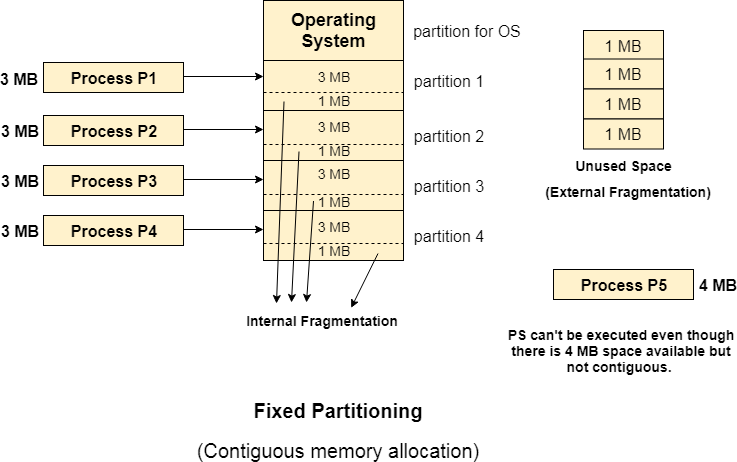 Operating
System
partition for OS
3 MB
Process P1
3 MB
1 MB
partition 1
3 MB
Process P2
3 MB
1 MB
partition 2
3 MB
Process P3
3 MB
1 MB
partition 3
3 MB
Process P4
3 MB
1 MB
partition 4
Internal Fragmentation
1 MB
1 MB
1 MB
1 MB
Unused Space
(External Fragmentation)
Process P5
4 MB
PS can't be executed even though
there is 4 MB space available but
not contiguous.
Fixed Partitioning
(Contiguous memory allocation)